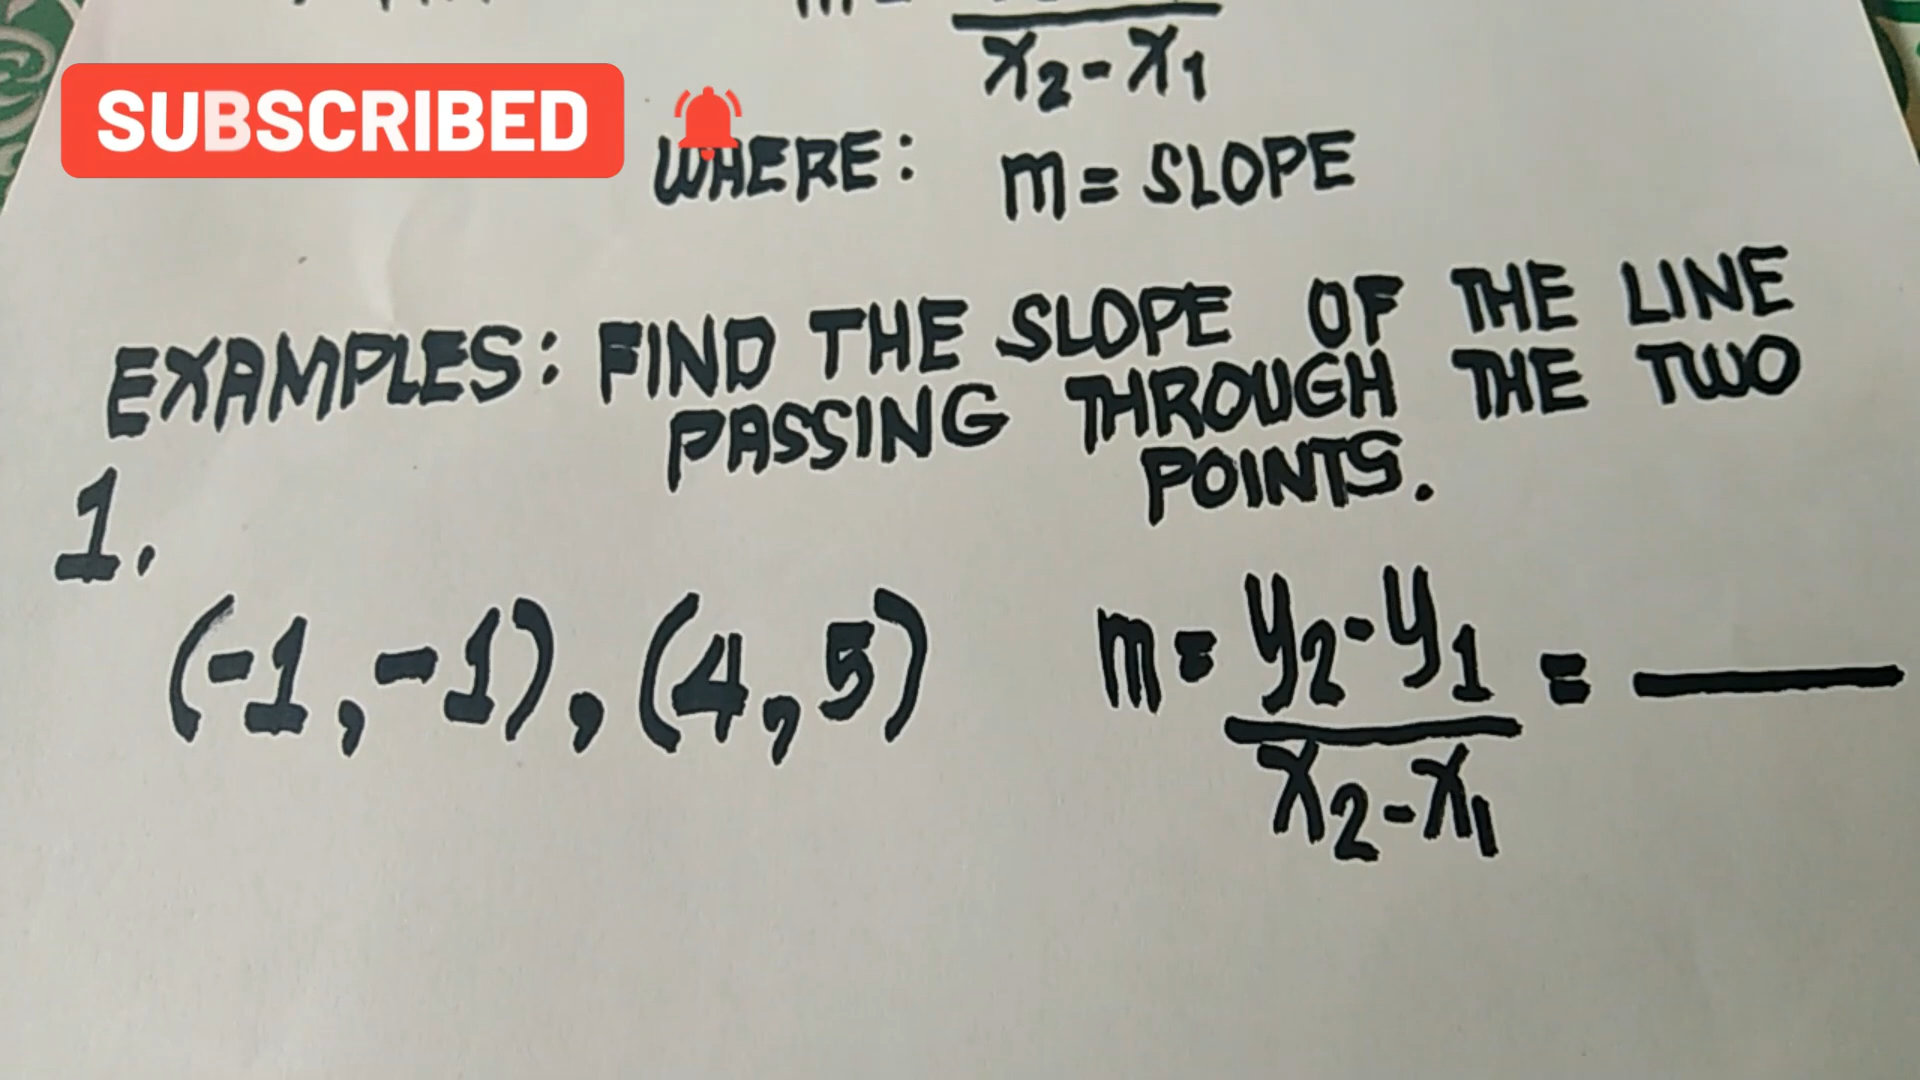 x2 - x1
SUBSCRIBED
WHERE: m = SLOPE
EXAMPLES: FIND THE SLOPE OF THE LINE
PASSING THROUGH THE TWO
POINTS.
1.
(-1, -1), (4, 5) m = y2 - y1 = ____
x2 - x1